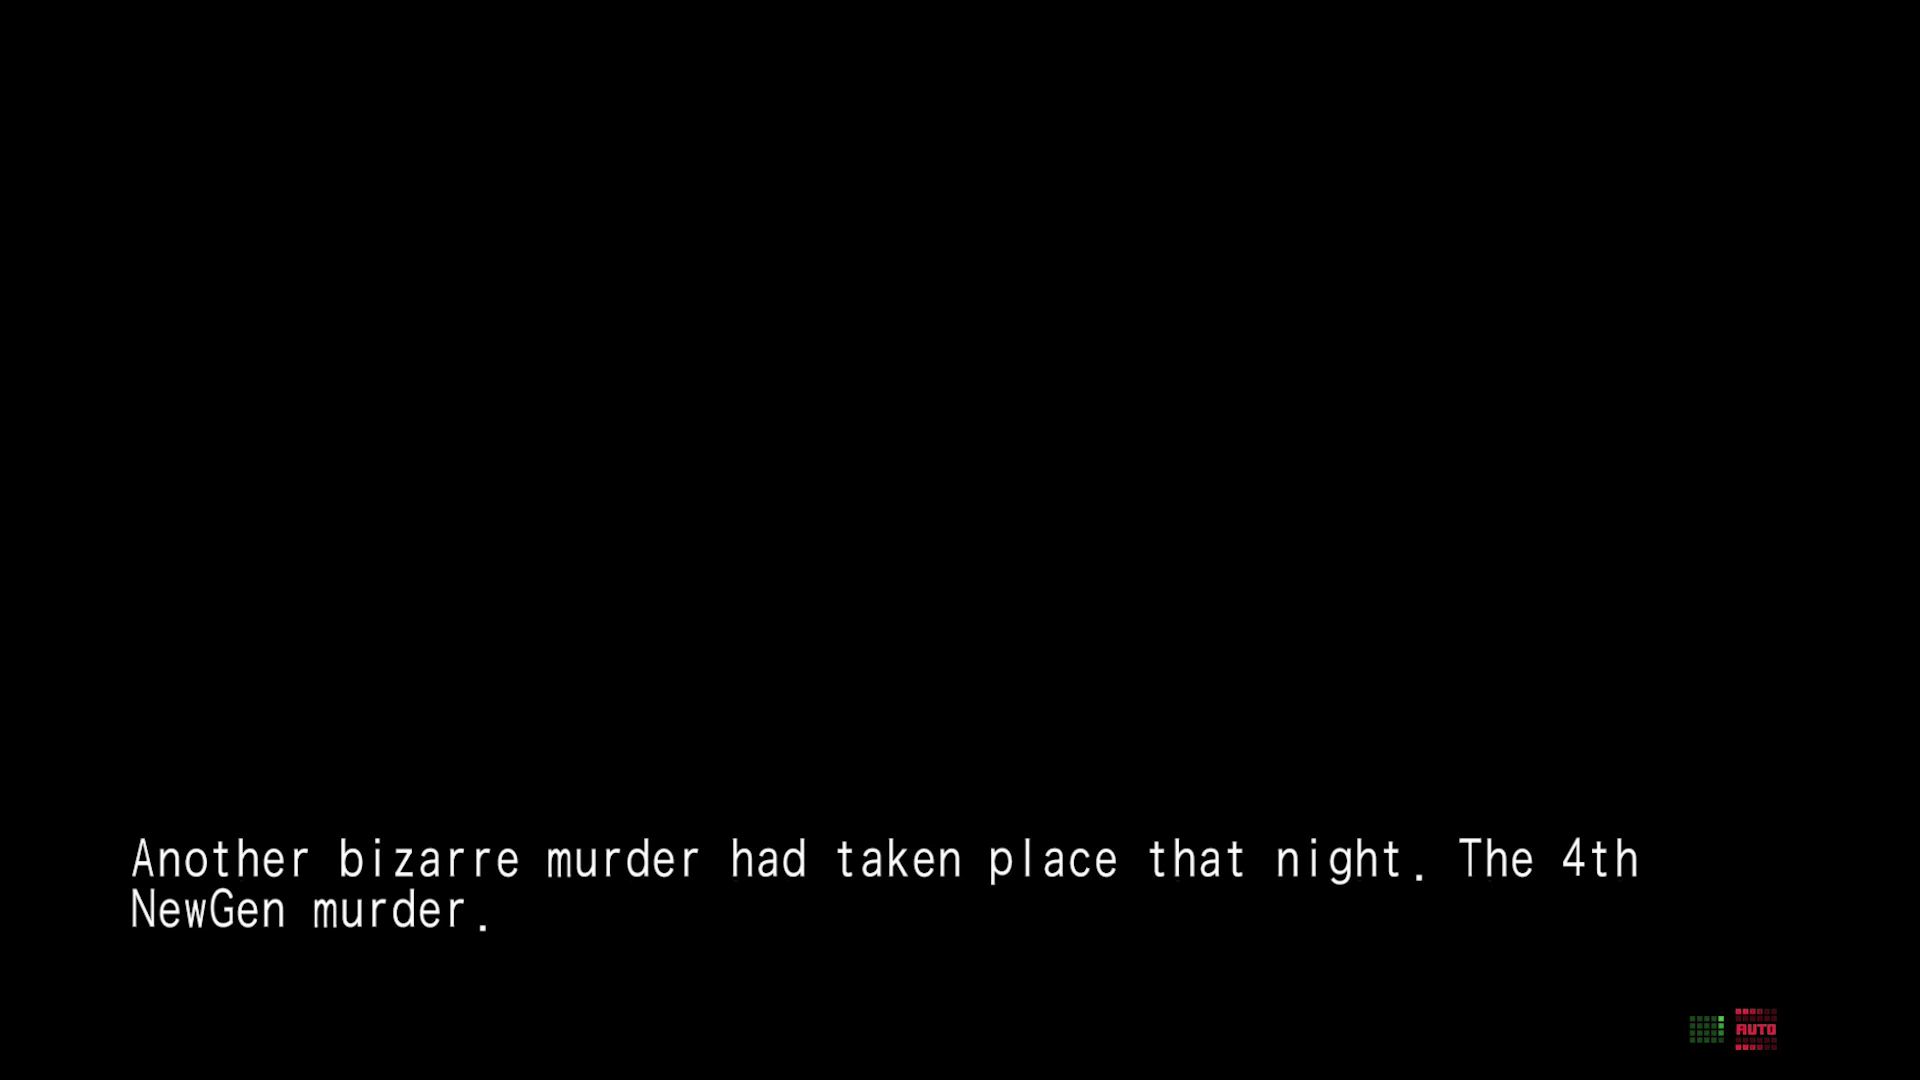 Another bizarre murder had taken place that night. The 4th
NewGen murder.
AUTO